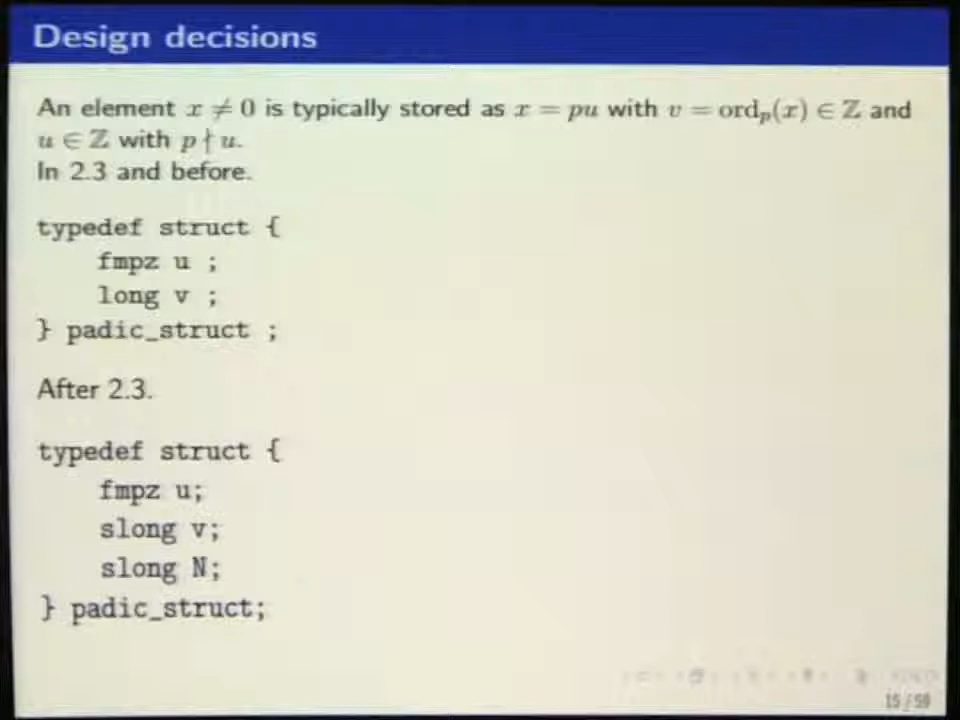 Design decisions
An element x ≠ 0 is typically stored as x = pu with v = ord_p(x) ∈ ℤ and
u ∈ ℤ with p ∤ u.
In 2.3 and before.
typedef struct {
fmpz u ;
long v ;
} padic_struct ;
After 2.3.
typedef struct {
fmpz u;
slong v;
slong N;
} padic_struct;
15 / 59